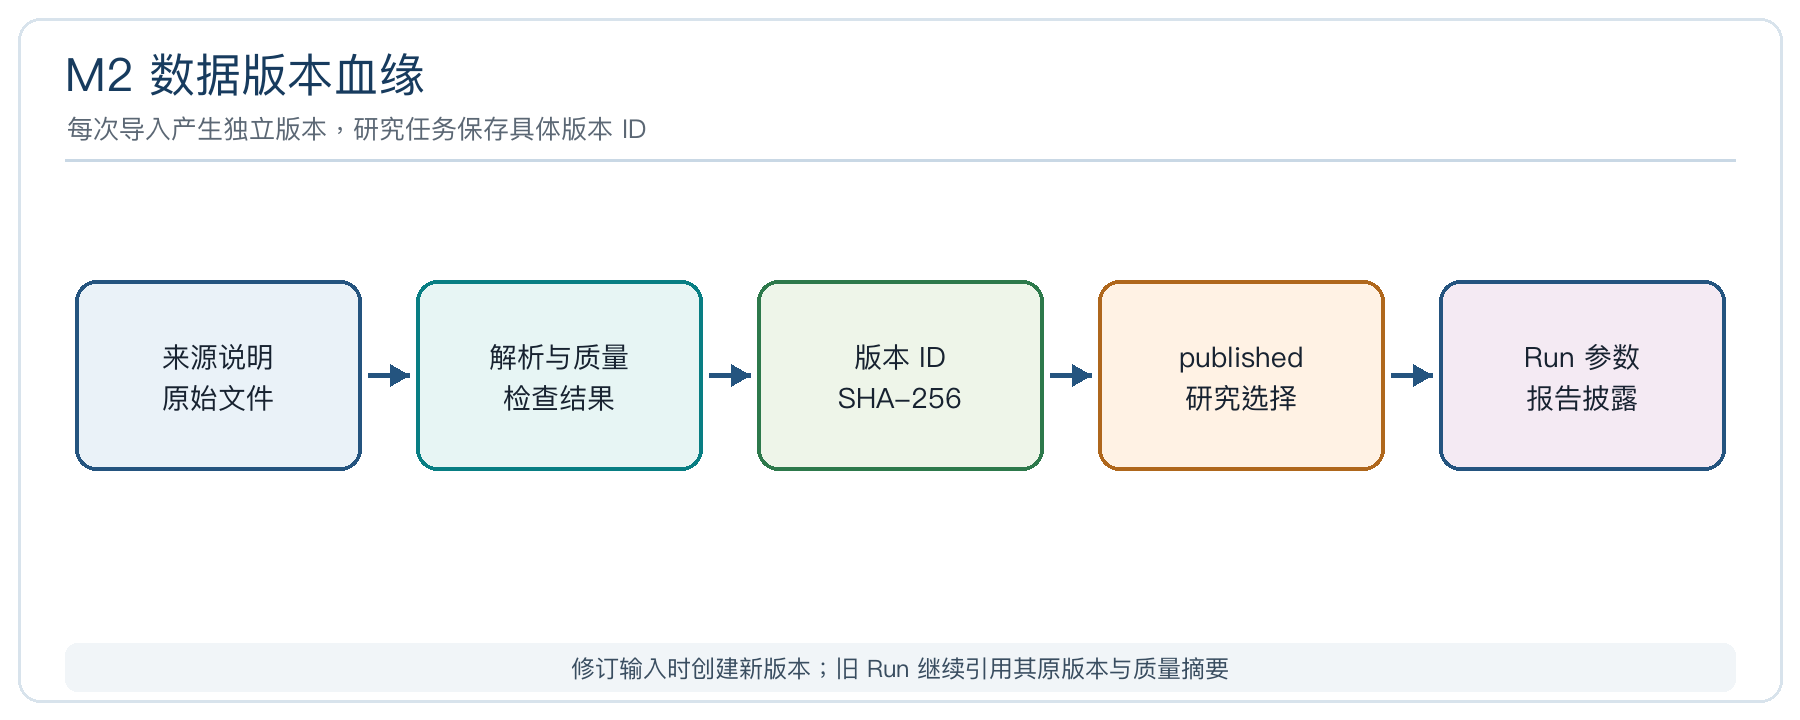 M2 数据版本血缘
每次导入产生独立版本，研究任务保存具体版本 ID
来源说明
原始文件
解析与质量
检查结果
版本 ID
SHA-256
published
研究选择
Run 参数
报告披露
修订输入时创建新版本；旧 Run 继续引用其原版本与质量摘要